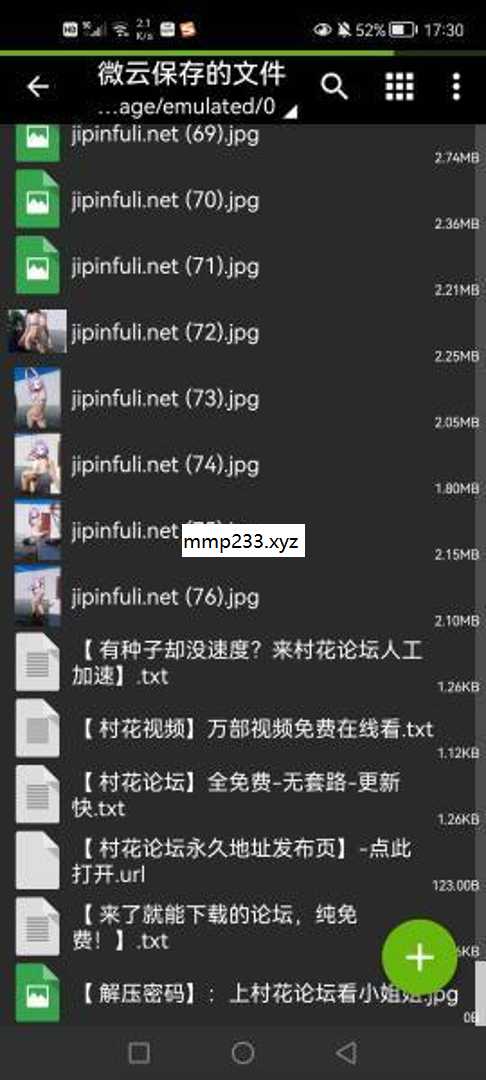 HD 2.1 K/s 52% 17:30
微云保存的文件
...age/emulated/0
jipinfuli.net (69).jpg
2.74MB
jipinfuli.net (70).jpg
2.36MB
jipinfuli.net (71).jpg
2.21MB
jipinfuli.net (72).jpg
2.25MB
jipinfuli.net (73).jpg
2.05MB
jipinfuli.net (74).jpg
1.80MB
jipinfuli.net
mmp233.xyz
2.15MB
jipinfuli.net (76).jpg
2.10MB
【 有种子却没速度？来村花论坛人工
加速】.txt
1.26KB
【 村花视频】万部视频免费在线看.txt
1.12KB
【 村花论坛】全免费-无套路-更新
快.txt
1.26KB
【 村花论坛永久地址发布页】-点此
打开.url
123.00B
【 来了就能下载的论坛，纯免
费！】.txt
6KB
【 解压密码】：上村花论坛看小姐姐.jpg
0B